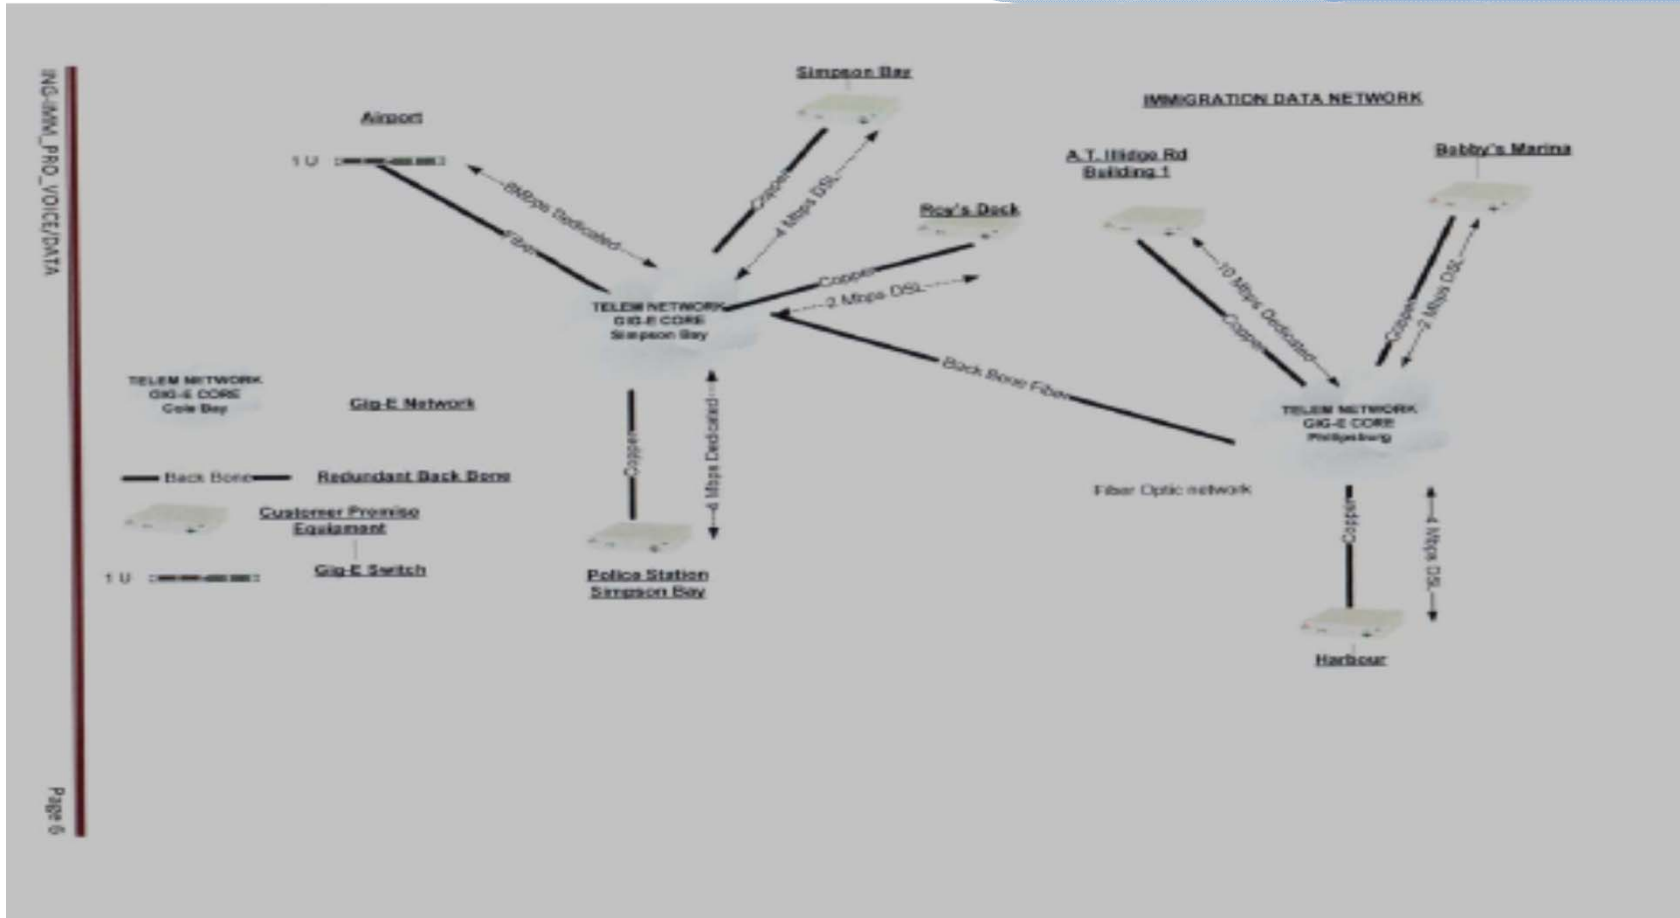 ING-IMM_PRO_VOICE/DATA
Page 6
IMMIGRATION DATA NETWORK
Airport
1 U
8Mbps Dedicated
Fiber
Simpson Bay
Copper
4 Mbps DSL
Roy's Dock
Copper
2 Mbps DSL
TELEM NETWORK
GIG-E CORE
Simpson Bay
Back Bone Fiber
Copper
4 Mbps Dedicated
Police Station
Simpson Bay
A.T. Illidge Rd
Building 1
10 Mbps Dedicated
Copper
Bobby's Marina
Copper
2 Mbps DSL
TELEM NETWORK
GIG-E CORE
Philipsburg
Fiber Optic network
Copper
4 Mbps DSL
Harbour
TELEM NETWORK
GIG-E CORE
Cole Bay
Gig-E Network
Back Bone
Redundant Back Bone
Customer Promise
Equipment
1 U
Gig-E Switch